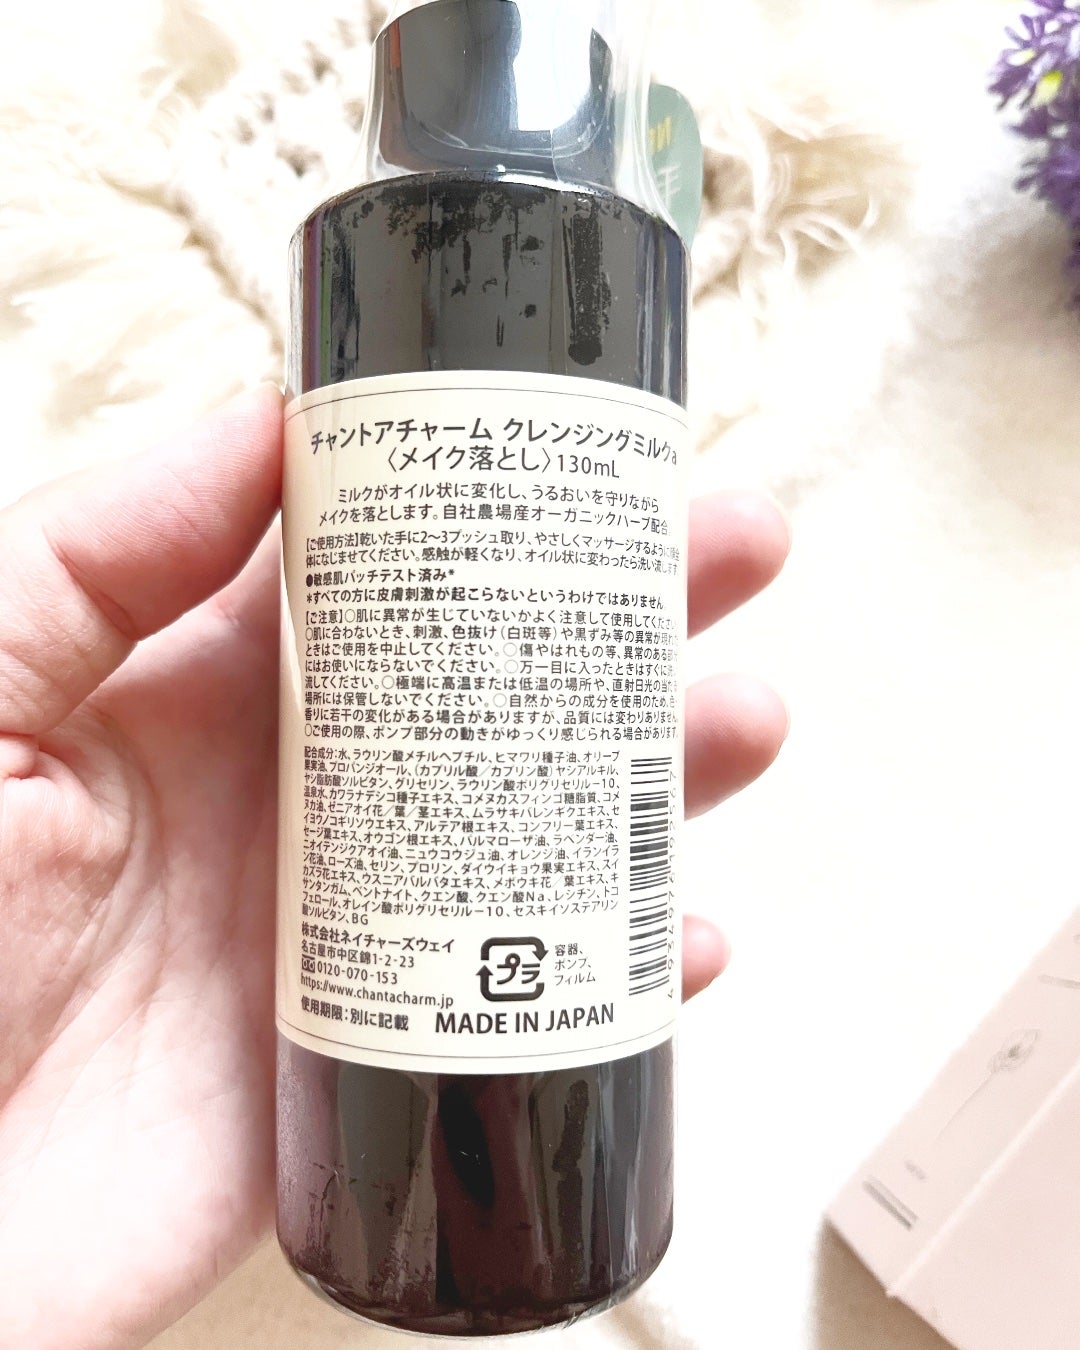 チャントアチャーム クレンジングミルクa
〈メイク落とし〉130mL
ミルクがオイル状に変化し、うるおいを守りながら
メイクを落とします。自社農場産オーガニックハーブ配合
【ご使用方法】乾いた手に2〜3プッシュ取り、やさしくマッサージするように
体になじませてください。感触が軽くなり、オイル状に変わったら洗い流します
●敏感肌パッチテスト済み*
*すべての方に皮膚刺激が起こらないというわけではありません。
【ご注意】○肌に異常が生じていないかよく注意して使用してくださ
○肌に合わないとき、刺激、色抜け(白斑等)や黒ずみ等の異常が現れた
ときはご使用を中止してください。○傷やはれもの等、異常のある部
にはお使いにならないでください。○万一目に入ったときはすぐに洗
流してください。○極端に高温または低温の場所や、直射日光の当たる
場所には保管しないでください。○自然からの成分を使用のため、色
香りに若干の変化がある場合がありますが、品質には変わりありません。
○ご使用の際、ポンプ部分の動きがゆっくり感じられる場合があります
配合成分:水、ラウリン酸メチルヘプチル、ヒマワリ種子油、オリーブ
果実油、プロパンジオール、(カプリル酸/カプリン酸)ヤシアルキル、
ヤシ脂肪酸ソルビタン、グリセリン、ラウリン酸ポリグリセリル-10、
温泉水、カワラナデシコ種子エキス、コメヌカスフィンゴ糖脂質、コメ
ヌカ油、ゼニアオイ花/葉/茎エキス、ムラサキバレンギクエキス、セ
イヨウノコギリソウエキス、アルテア根エキス、コンフリー葉エキス、
セージ葉エキス、オウゴン根エキス、パルマローザ油、ラベンダー油、
ニオイテンジクアオイ油、ニュウコウジュ油、オレンジ油、イランイラ
ン花油、ローズ油、セリン、プロリン、ダイウイキョウ果実エキス、スイ
カズラ花エキス、ウスニアバルバタエキス、メボウキ花/葉エキス、キ
サンタンガム、ベントナイト、クエン酸、クエン酸Na、レシチン、トコ
フェロール、オレイン酸ポリグリセリル-10、セスキイソステアリン
酸ソルビタン、BG
株式会社ネイチャーズウェイ
名古屋市中区錦1-2-23
0120-070-153
https://www.chantacharm.jp
使用期限:別に記載
プラ
容器、
ポンプ、
フィルム
MADE IN JAPAN